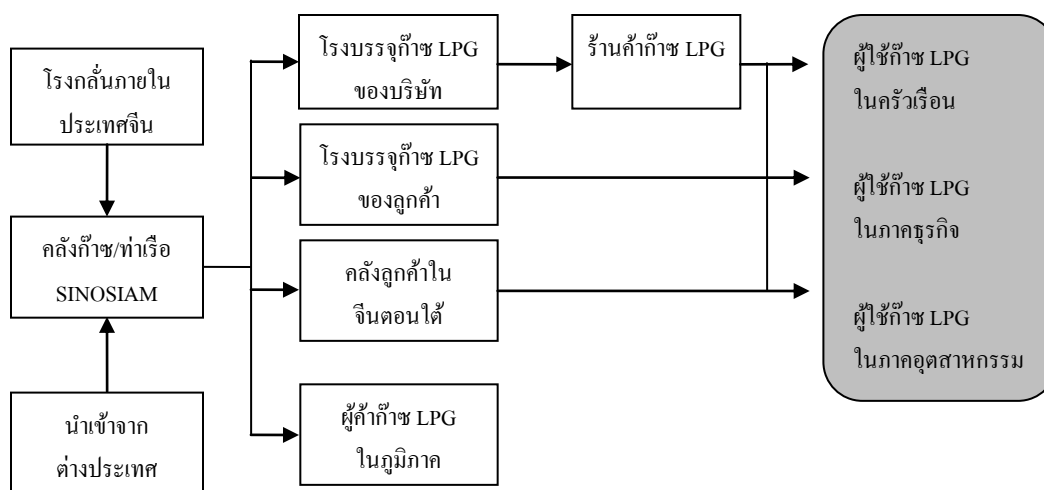 โรงกลั่นภายใน
ประเทศจีน
คลังก๊าซ/ท่าเรือ
SINOSIAM
นำเข้าจาก
ต่างประเทศ
โรงบรรจุก๊าซ LPG
ของบริษัท
โรงบรรจุก๊าซ LPG
ของลูกค้า
คลังลูกค้าใน
จีนตอนใต้
ผู้ค้าก๊าซ LPG
ในภูมิภาค
ร้านค้าก๊าซ LPG
ผู้ใช้ก๊าซ LPG
ในครัวเรือน
ผู้ใช้ก๊าซ LPG
ในภาคธุรกิจ
ผู้ใช้ก๊าซ LPG
ในภาคอุตสาหกรรม